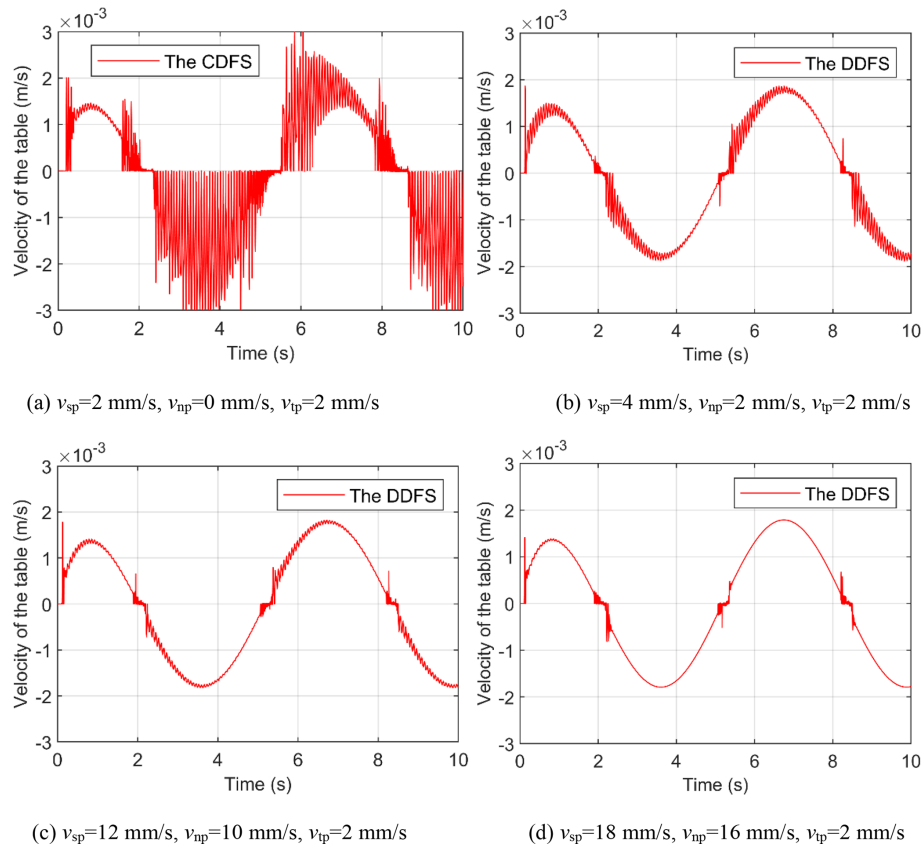 ×10⁻³
3
2
1
0
-1
-2
-3
Velocity of the table (m/s)
The CDFS
0 2 4 6 8 10
Time (s)
×10⁻³
3
2
1
0
-1
-2
-3
Velocity of the table (m/s)
The DDFS
0 2 4 6 8 10
Time (s)
(a) vsp=2 mm/s, vnp=0 mm/s, vtp=2 mm/s
(b) vsp=4 mm/s, vnp=2 mm/s, vtp=2 mm/s
×10⁻³
3
2
1
0
-1
-2
-3
Velocity of the table (m/s)
The DDFS
0 2 4 6 8 10
Time (s)
×10⁻³
3
2
1
0
-1
-2
-3
Velocity of the table (m/s)
The DDFS
0 2 4 6 8 10
Time (s)
(c) vsp=12 mm/s, vnp=10 mm/s, vtp=2 mm/s
(d) vsp=18 mm/s, vnp=16 mm/s, vtp=2 mm/s